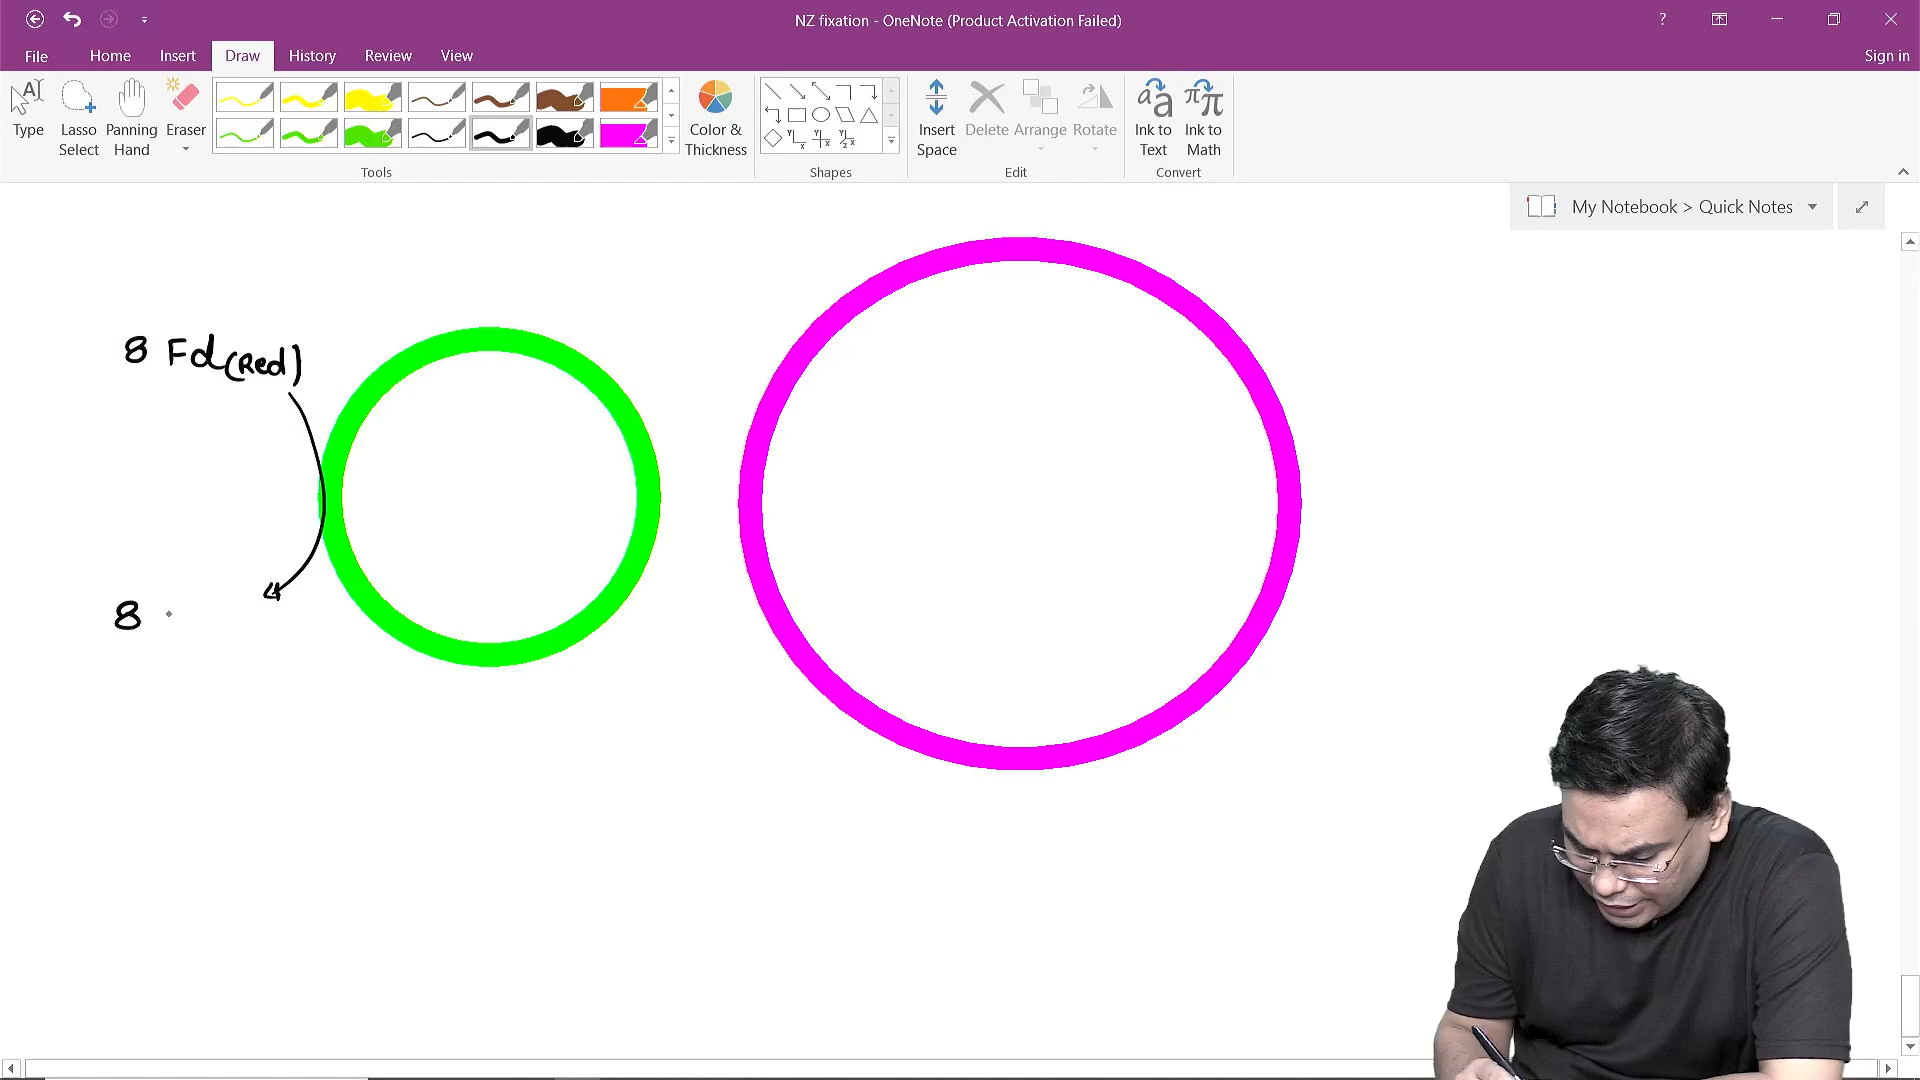 NZ fixation - OneNote (Product Activation Failed)
File Home Insert Draw History Review View Sign in
Type
Lasso Select
Panning Hand
Eraser
Color & Thickness
Insert Space
Delete
Arrange
Rotate
Ink to Text
Ink to Math
Tools Shapes Edit Convert
My Notebook > Quick Notes
8 Fd(Red)
8